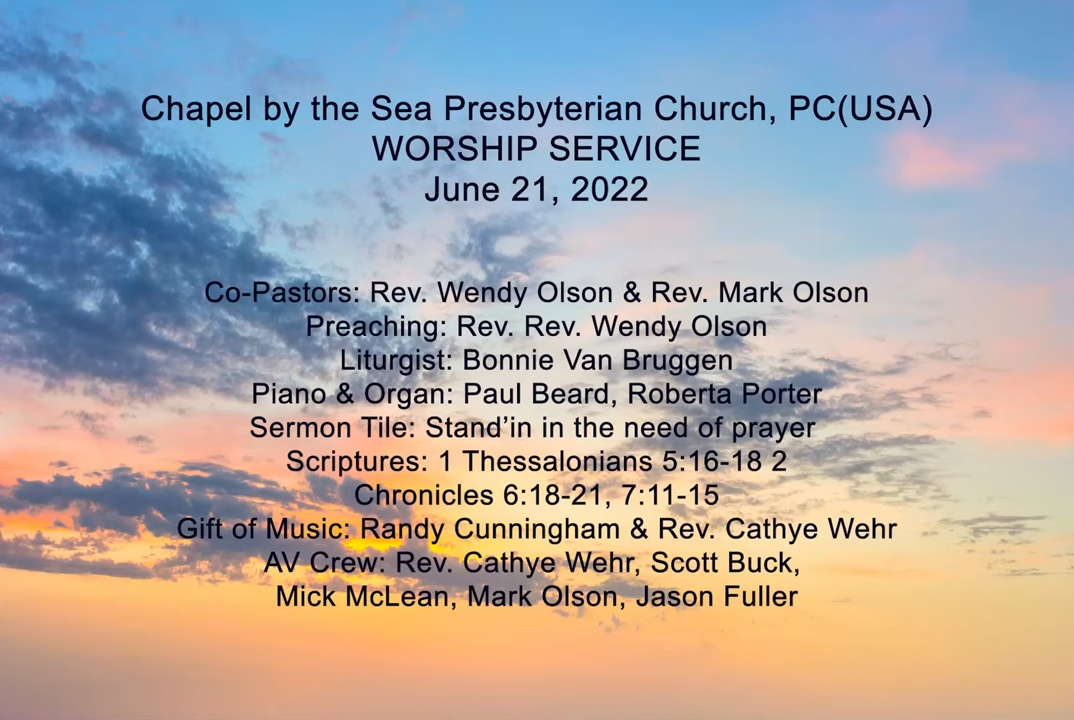 Chapel by the Sea Presbyterian Church, PC(USA)
WORSHIP SERVICE
June 21, 2022
Co-Pastors: Rev. Wendy Olson & Rev. Mark Olson
Preaching: Rev. Rev. Wendy Olson
Liturgist: Bonnie Van Bruggen
Piano & Organ: Paul Beard, Roberta Porter
Sermon Tile: Stand’in in the need of prayer
Scriptures: 1 Thessalonians 5:16-18 2
Chronicles 6:18-21, 7:11-15
Gift of Music: Randy Cunningham & Rev. Cathye Wehr
AV Crew: Rev. Cathye Wehr, Scott Buck,
Mick McLean, Mark Olson, Jason Fuller